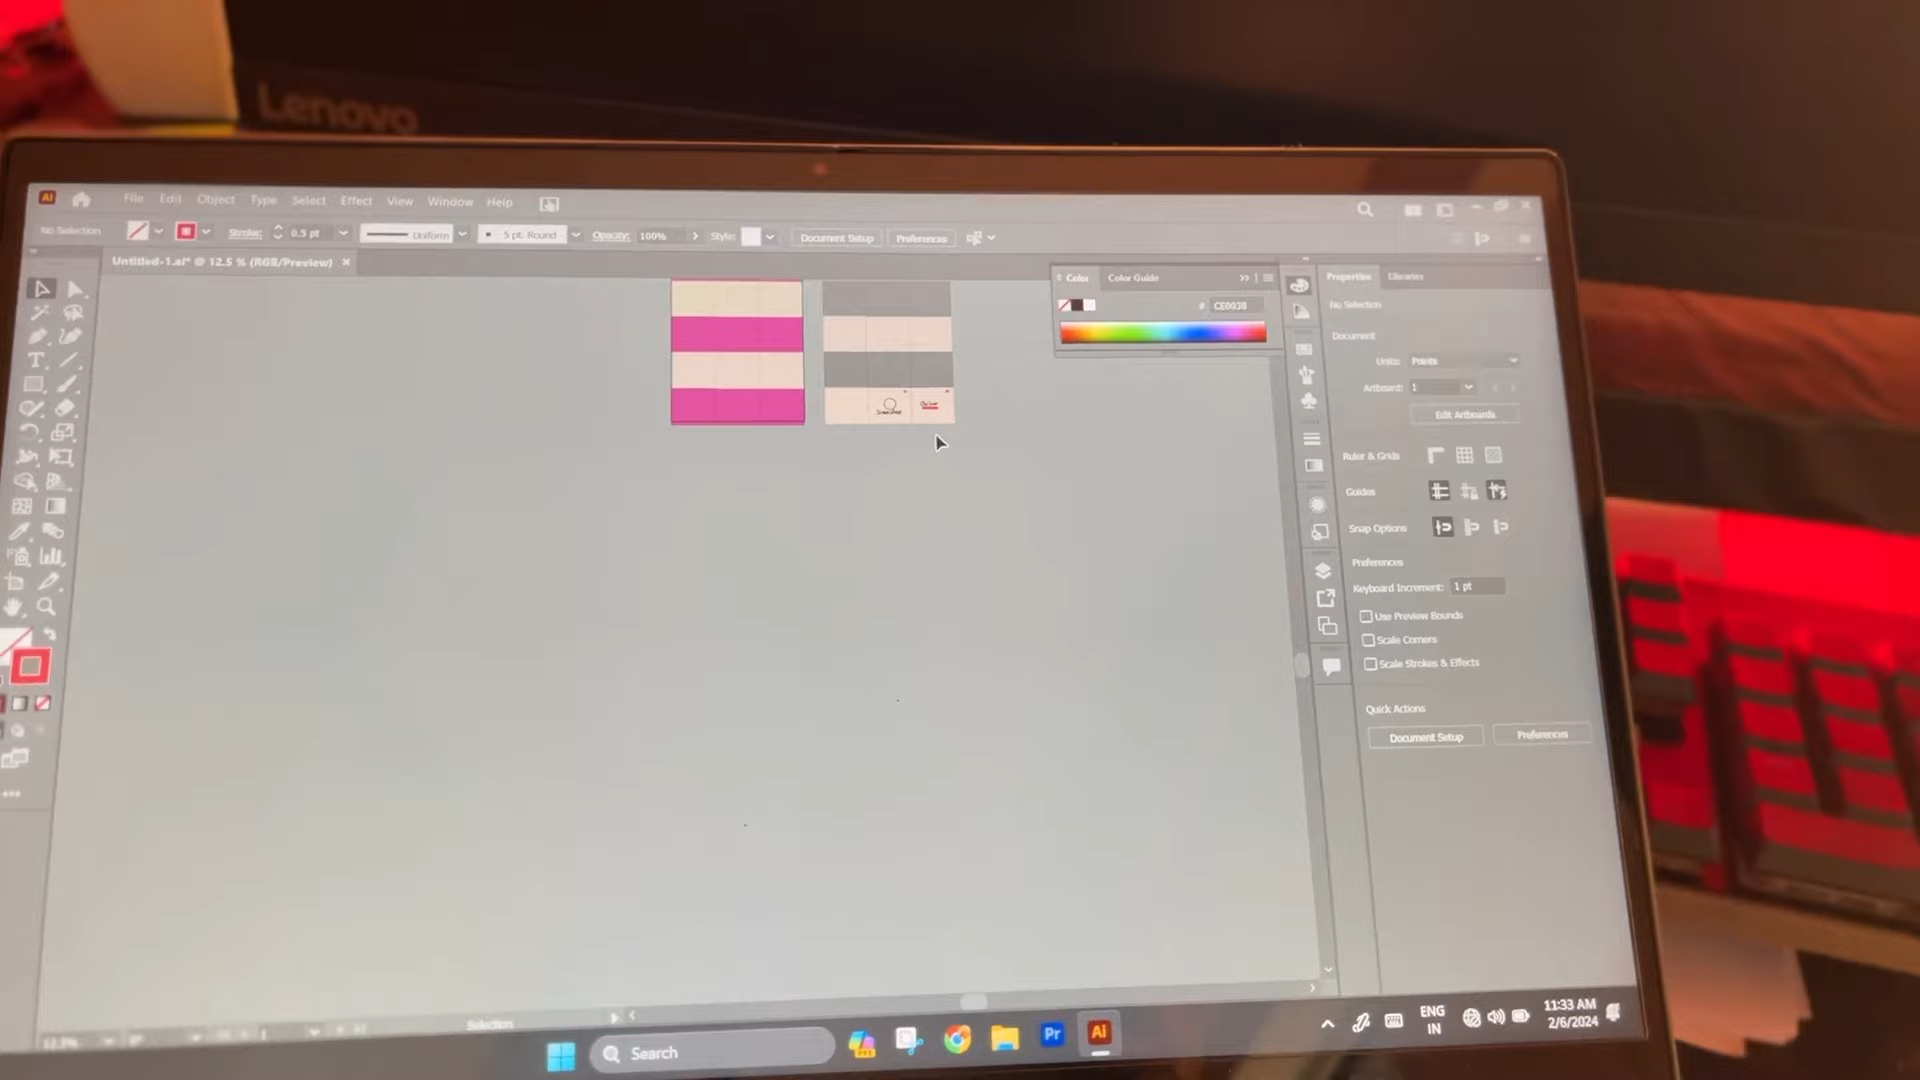 Lenovo
Ai
File Edit Object Type Select Effect View Window Help
No Selection Stroke: 0.5 pt Uniform 5 pt. Round Opacity: 100% Style: Document Setup Preferences
Untitled-1.ai* @ 12.5 % (RGB/Preview) ×
Color Color Guide
# CE0038
Properties Libraries
No Selection
Document
Units: Points
Artboard: 1
Edit Artboards
Ruler & Grids
Guides
Snap Options
Preferences
Keyboard Increment: 1 pt
Use Preview Bounds
Scale Corners
Scale Strokes & Effects
Quick Actions
Document Setup Preferences
Selection
Search
Pr
Ai
ENG
IN
11:33 AM
2/6/2024